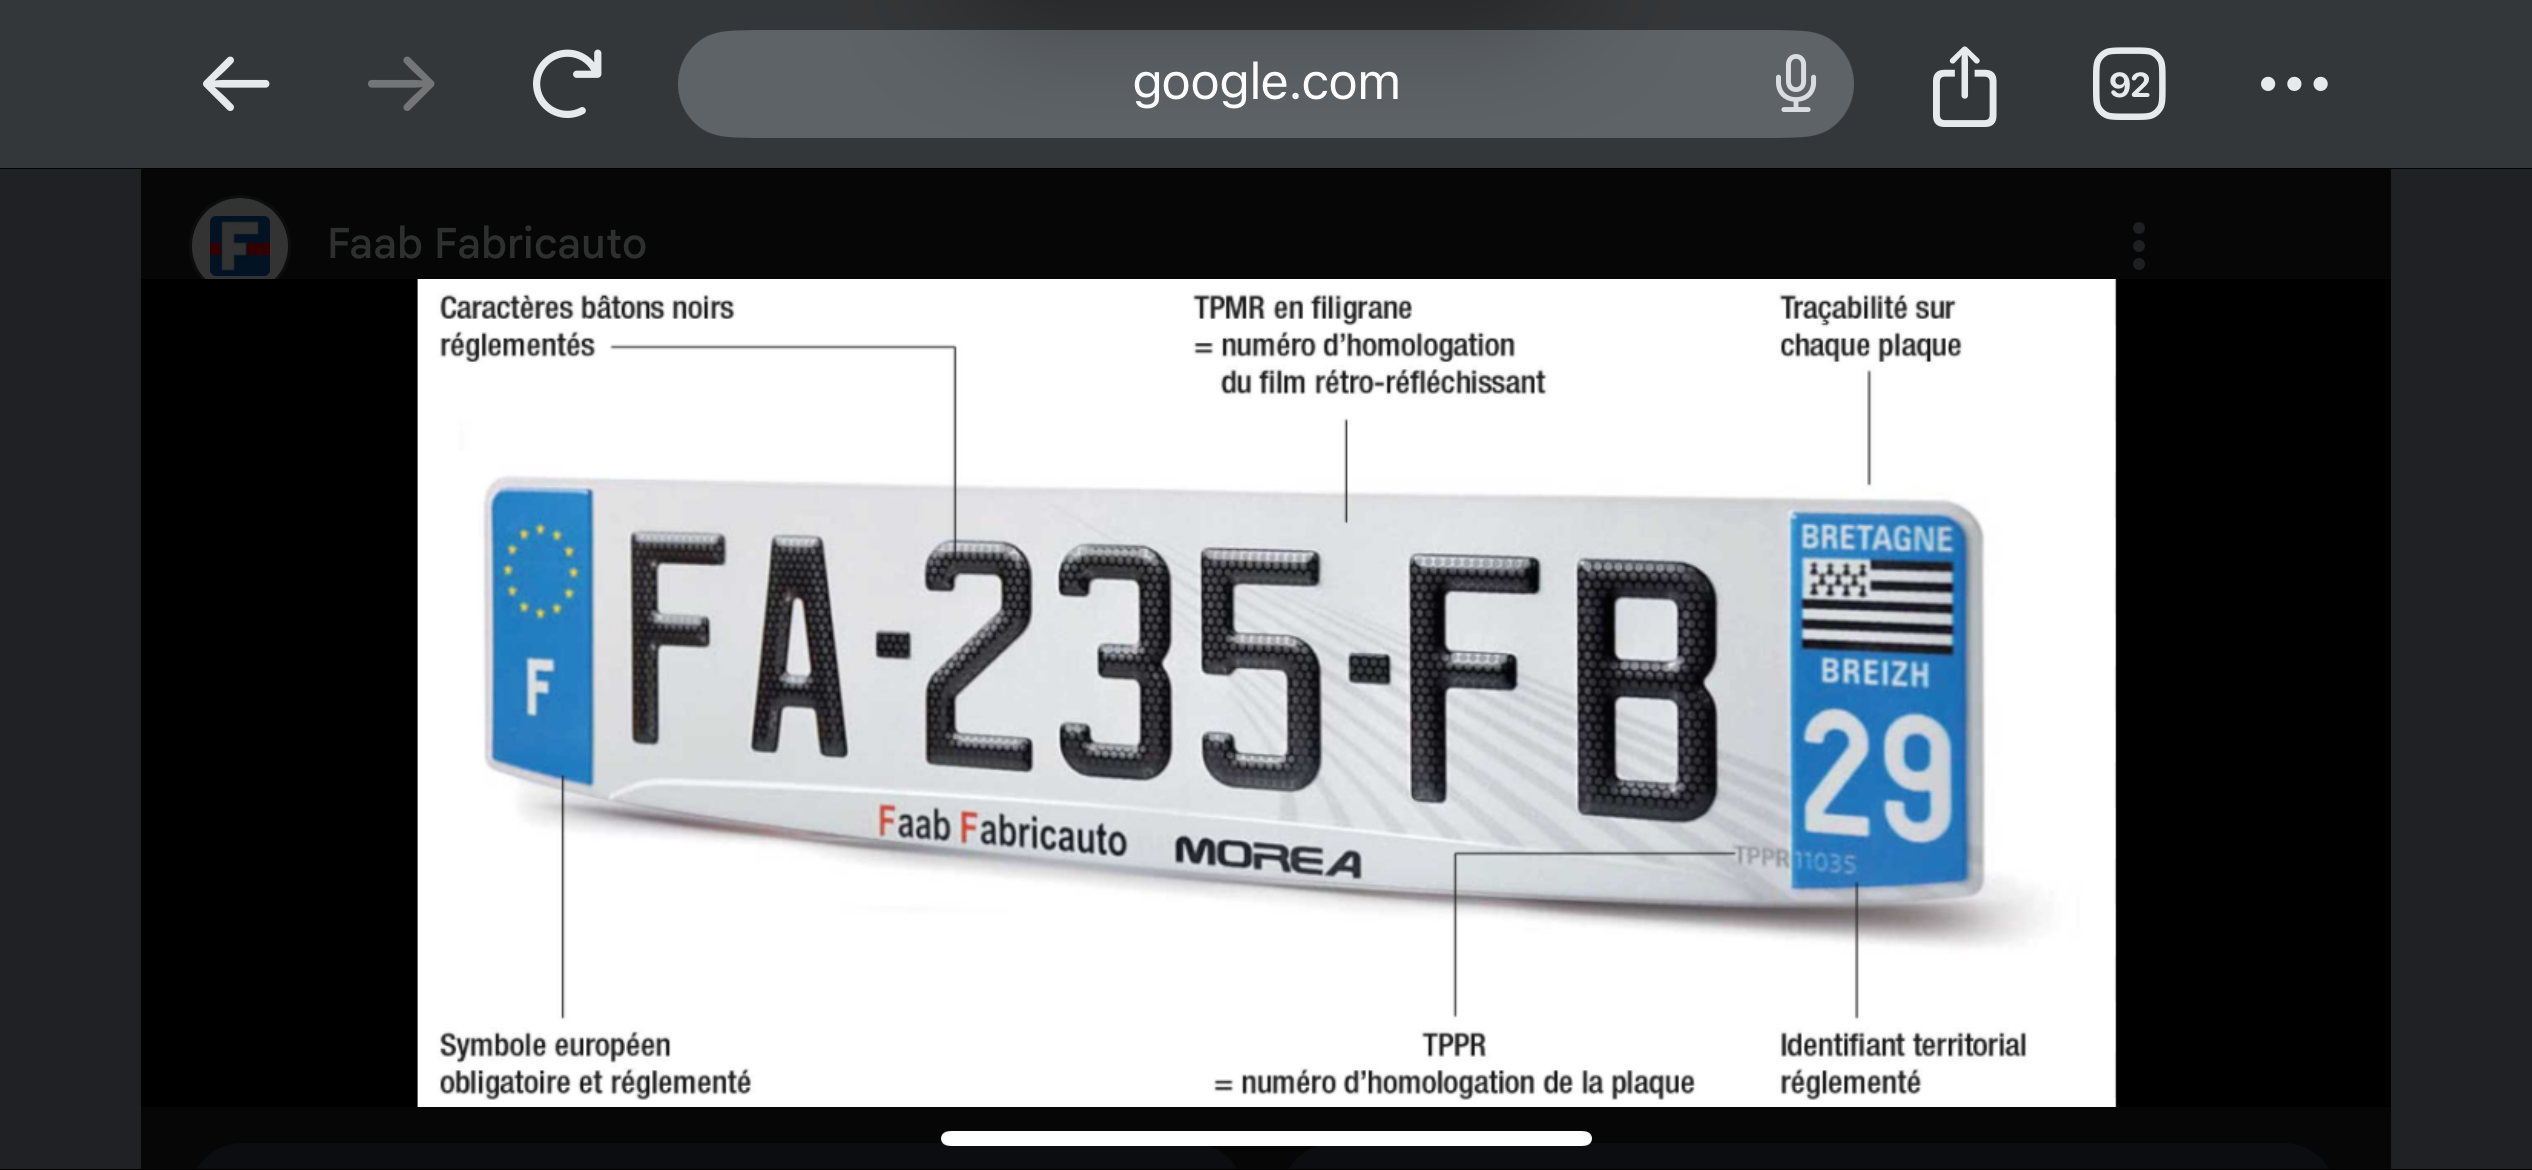 google.com
92
Faab Fabricauto
Caractères bâtons noirs
réglementés
TPMR en filigrane
= numéro d'homologation
du film rétro-réfléchissant
Traçabilité sur
chaque plaque
F
FA-235-FB
BRETAGNE
BREIZH
29
Faab Fabricauto MOREA
TPPR11035
Symbole européen
obligatoire et réglementé
TPPR
= numéro d'homologation de la plaque
Identifiant territorial
réglementé